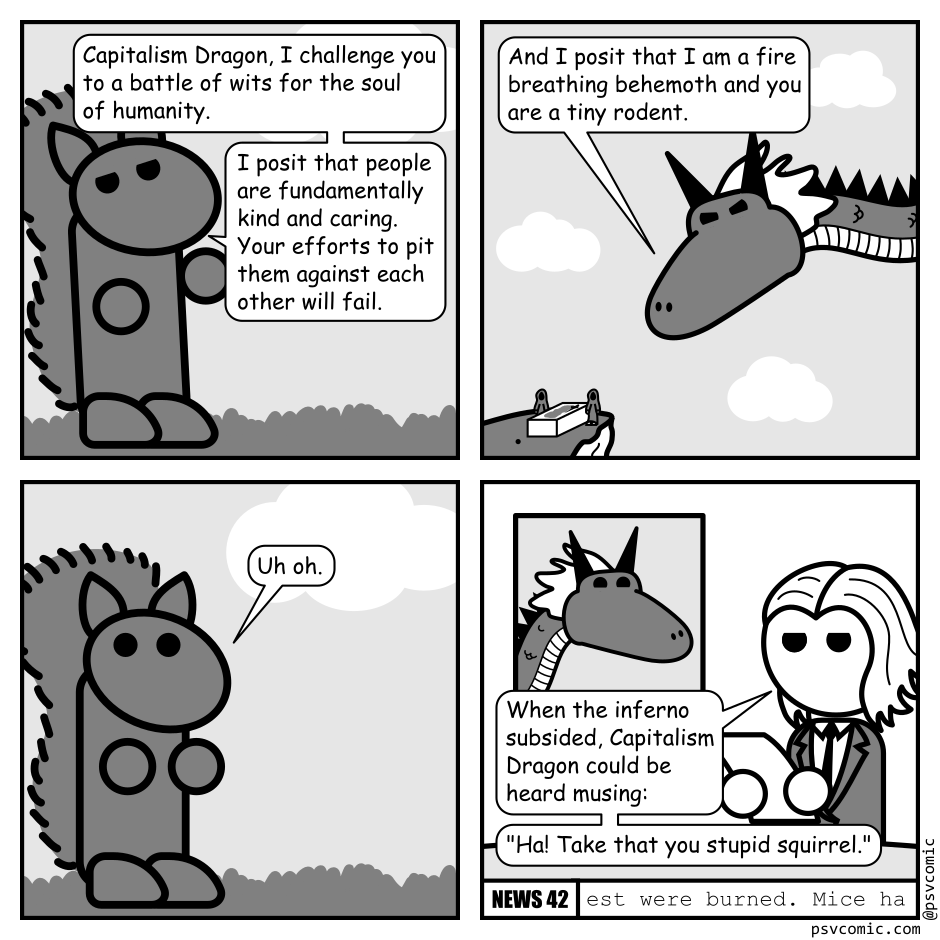 Capitalism Dragon, I challenge you
to a battle of wits for the soul
of humanity.
I posit that people
are fundamentally
kind and caring.
Your efforts to pit
them against each
other will fail.
And I posit that I am a fire
breathing behemoth and you
are a tiny rodent.
Uh oh.
When the inferno
subsided, Capitalism
Dragon could be
heard musing:
"Ha! Take that you stupid squirrel."
NEWS 42 est were burned. Mice ha
@psvcomic
psvcomic.com